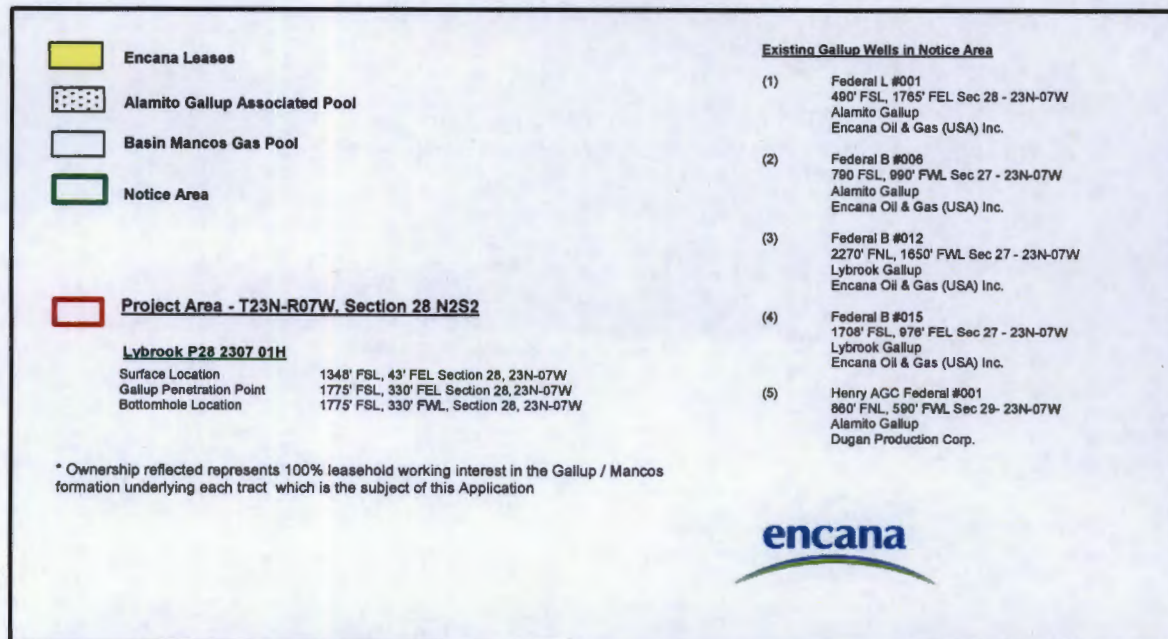 Encana Leases
Alamito Gallup Associated Pool
Basin Mancos Gas Pool
Notice Area
Project Area - T23N-R07W, Section 28 N2S2
Lybrook P28 2307 01H
Surface Location 1348' FSL, 43' FEL Section 28, 23N-07W
Gallup Penetration Point 1775' FSL, 330' FEL Section 28, 23N-07W
Bottomhole Location 1775' FSL, 330' FWL, Section 28, 23N-07W
* Ownership reflected represents 100% leasehold working interest in the Gallup / Mancos
formation underlying each tract which is the subject of this Application
Existing Gallup Wells in Notice Area
(1) Federal L #001
490' FSL, 1765' FEL Sec 28 - 23N-07W
Alamito Gallup
Encana Oil & Gas (USA) Inc.
(2) Federal B #006
790 FSL, 990' FWL Sec 27 - 23N-07W
Alamito Gallup
Encana Oil & Gas (USA) Inc.
(3) Federal B #012
2270' FNL, 1650' FWL Sec 27 - 23N-07W
Lybrook Gallup
Encana Oil & Gas (USA) Inc.
(4) Federal B #015
1708' FSL, 976' FEL Sec 27 - 23N-07W
Lybrook Gallup
Encana Oil & Gas (USA) Inc.
(5) Henry AGC Federal #001
860' FNL, 590' FWL Sec 29- 23N-07W
Alamito Gallup
Dugan Production Corp.
encana